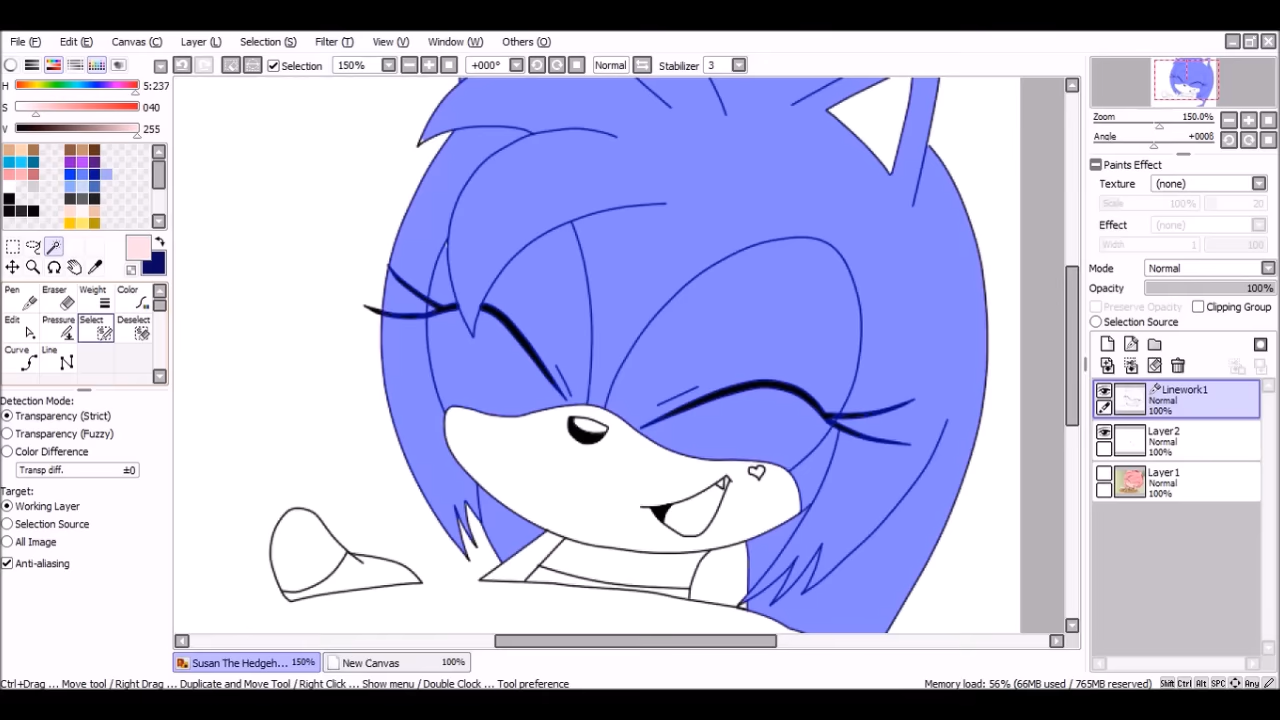 File (F) Edit (E) Canvas (C) Layer (L) Selection (S) Filter (T) View (V) Window (W) Others (O)
Selection 150% +000° Normal Stabilizer 3
H 5:237
S 040
V 255
Zoom 150.0%
Angle +0008
Paints Effect
Texture (none)
Scale 100% 20
Effect (none)
Width 1 100
Mode Normal
Opacity 100%
Preserve Opacity Clipping Group
Selection Source
Pen Eraser Weight Color
Edit Pressure Select Deselect
Curve Line
Detection Mode:
Transparency (Strict)
Transparency (Fuzzy)
Color Difference
Transp diff. ±0
Target:
Working Layer
Selection Source
All Image
Anti-aliasing
Linework1
Normal
100%
Layer2
Normal
100%
Layer1
Normal
100%
Susan The Hedgeh... 150% New Canvas 100%
Ctrl+Drag ... Move tool / Right Drag ... Duplicate and Move Tool / Right Click ... Show menu / Double Clock ... Tool preference
Memory load: 56% (66MB used / 765MB reserved) Shift Ctrl Alt SPC Any